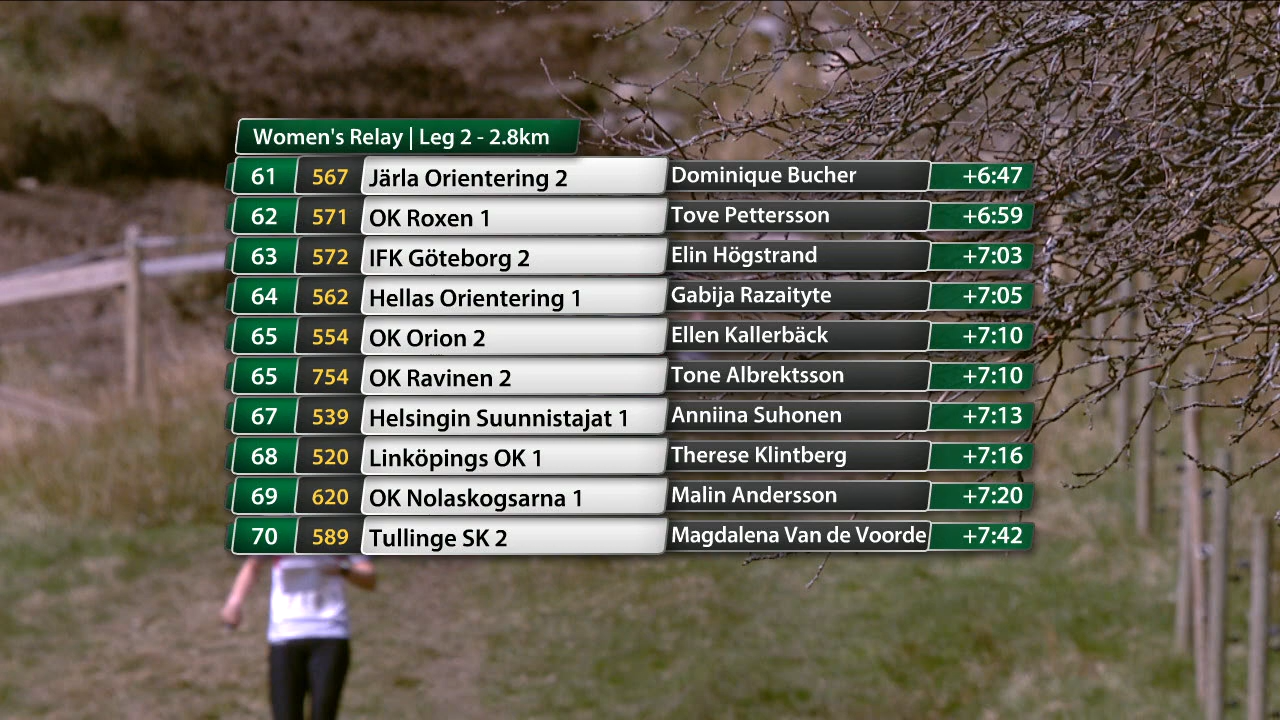 Women's Relay | Leg 2 - 2.8km
61 567 Järla Orientering 2 Dominique Bucher +6:47
62 571 OK Roxen 1 Tove Pettersson +6:59
63 572 IFK Göteborg 2 Elin Högstrand +7:03
64 562 Hellas Orientering 1 Gabija Razaityte +7:05
65 554 OK Orion 2 Ellen Kallerbäck +7:10
65 754 OK Ravinen 2 Tone Albrektsson +7:10
67 539 Helsingin Suunnistajat 1 Anniina Suhonen +7:13
68 520 Linköpings OK 1 Therese Klintberg +7:16
69 620 OK Nolaskogsarna 1 Malin Andersson +7:20
70 589 Tullinge SK 2 Magdalena Van de Voorde +7:42